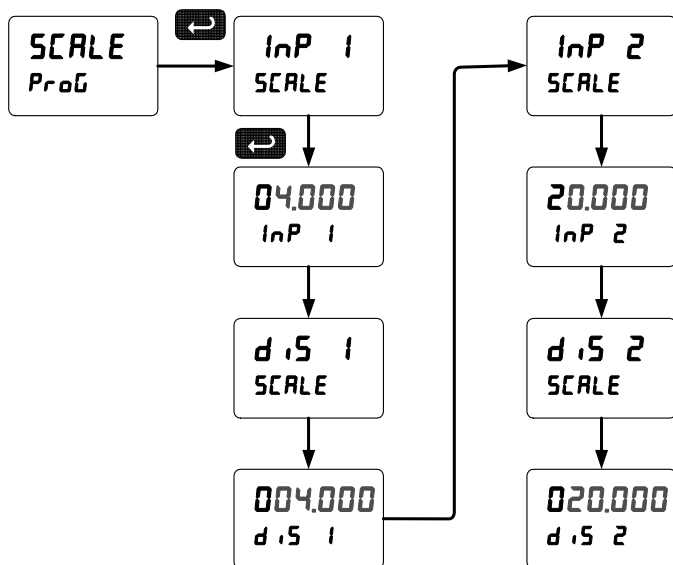 SCALE
ProG
InP 1
SCALE
04.000
InP 1
diS 1
SCALE
004.000
diS 1
InP 2
SCALE
20.000
InP 2
diS 2
SCALE
020.000
diS 2